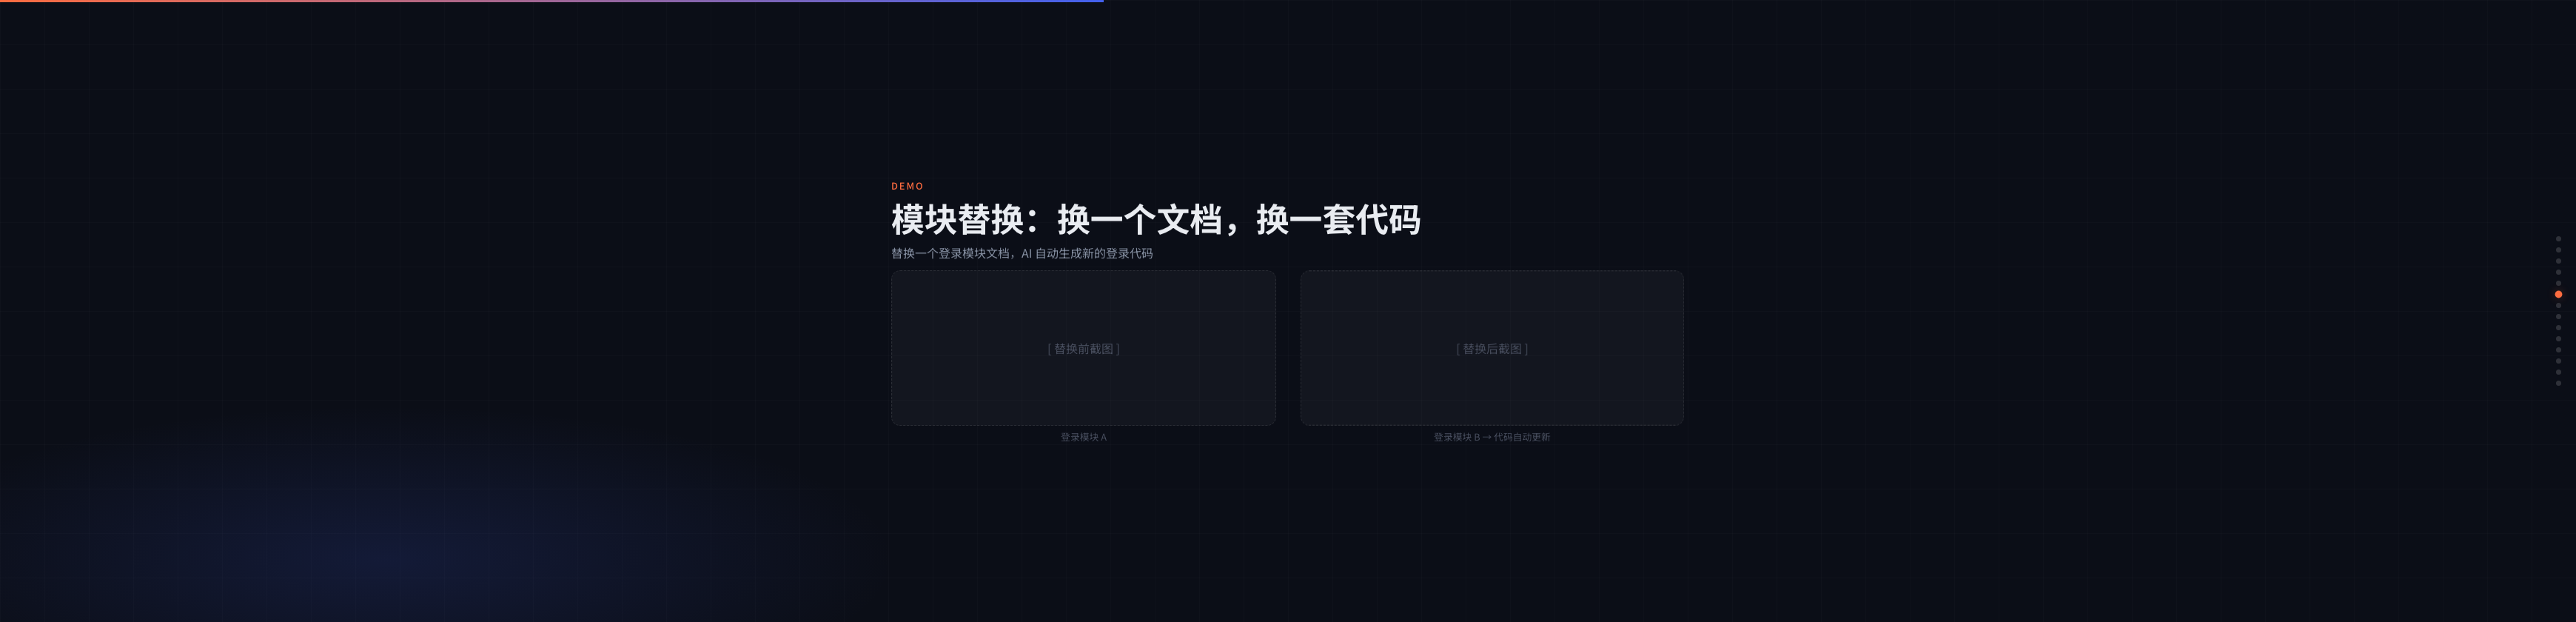 DEMO
模块替换：换一个文档，换一套代码
替换一个登录模块文档，AI 自动生成新的登录代码
[ 替换前截图 ]
[ 替换后截图 ]
登录模块 A
登录模块 B → 代码自动更新